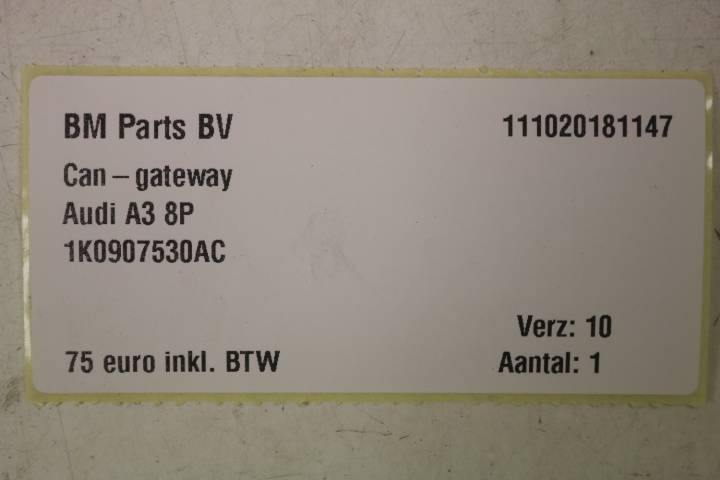 BM Parts BV 111020181147
Can – gateway
Audi A3 8P
1K0907530AC
Verz: 10
75 euro inkl. BTW Aantal: 1